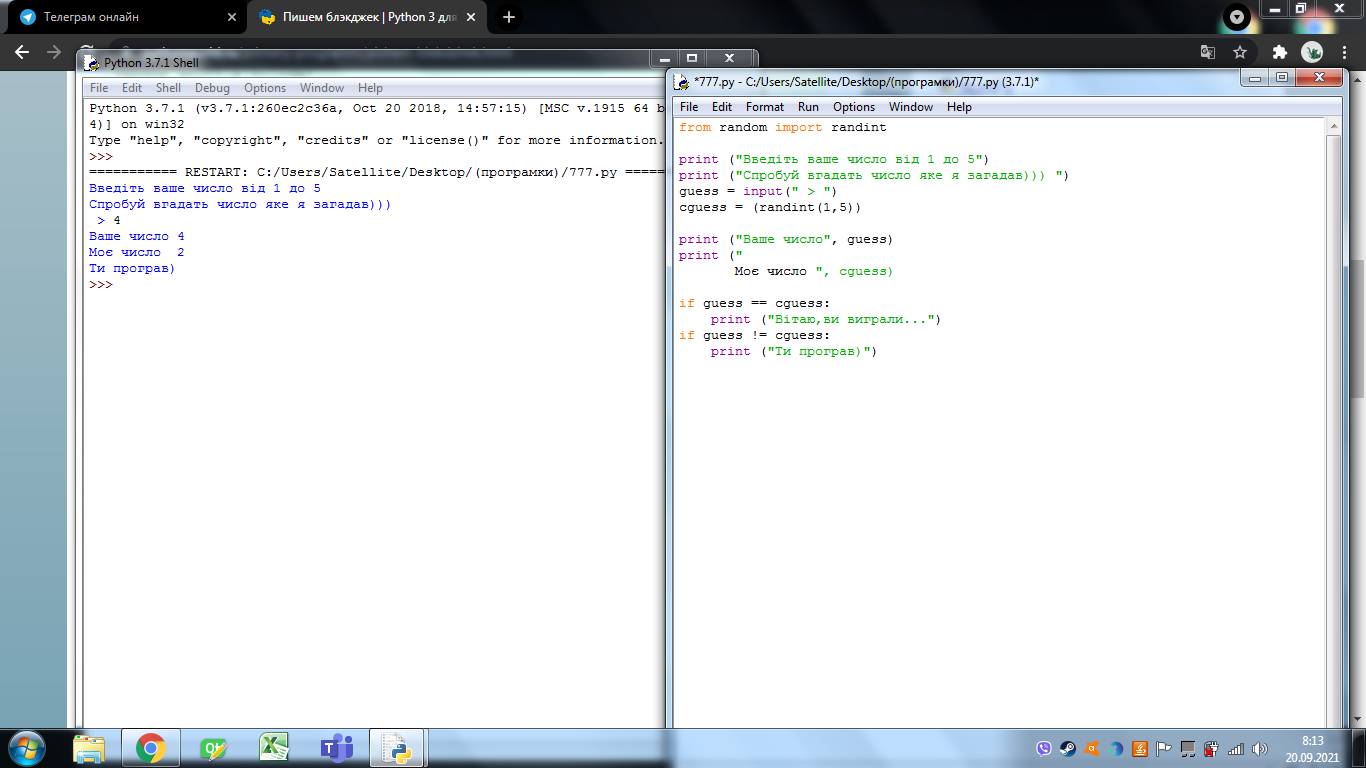 Телеграм онлайн
Пишем блэкджек | Python 3 для
Python 3.7.1 Shell
File Edit Shell Debug Options Window Help
Python 3.7.1 (v3.7.1:260ec2c36a, Oct 20 2018, 14:57:15) [MSC v.1915 64 b
4)] on win32
Type "help", "copyright", "credits" or "license()" for more information.
>>>
=========== RESTART: C:/Users/Satellite/Desktop/(програмки)/777.py =====
Введіть ваше число від 1 до 5
Спробуй вгадать число яке я загадав)))
 > 4
Ваше число 4
Моє число  2
Ти програв)
>>>
*777.py - C:/Users/Satellite/Desktop/(програмки)/777.py (3.7.1)*
File Edit Format Run Options Window Help
from random import randint
print ("Введіть ваше число від 1 до 5")
print ("Спробуй вгадать число яке я загадав))) ")
guess = input(" > ")
cguess = (randint(1,5))
print ("Ваше число", guess)
print ("
       Моє число ", cguess)
if guess == cguess:
    print ("Вітаю,ви виграли...")
if guess != cguess:
    print ("Ти програв)")
8:13
20.09.2021